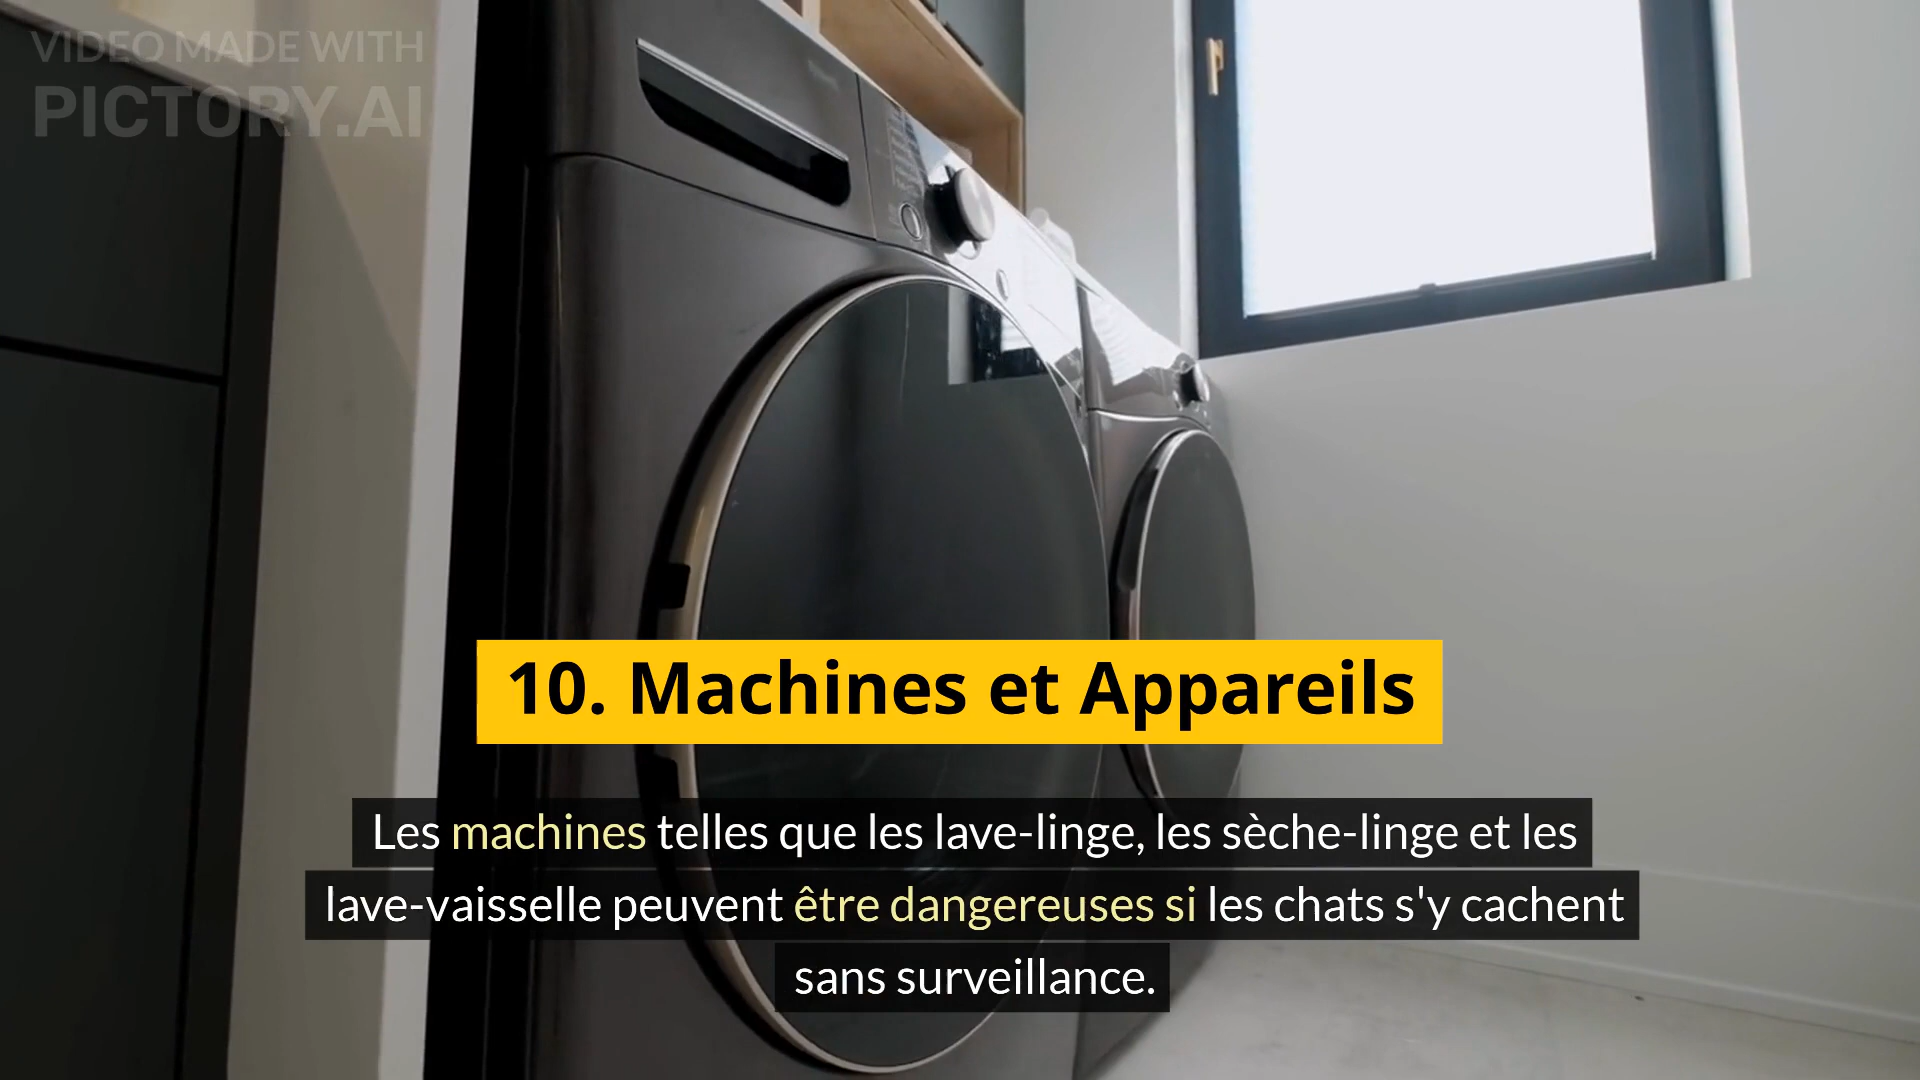 VIDEO MADE WITH
PICTORY.AI
10. Machines et Appareils
Les machines telles que les lave-linge, les sèche-linge et les
lave-vaisselle peuvent être dangereuses si les chats s'y cachent
sans surveillance.